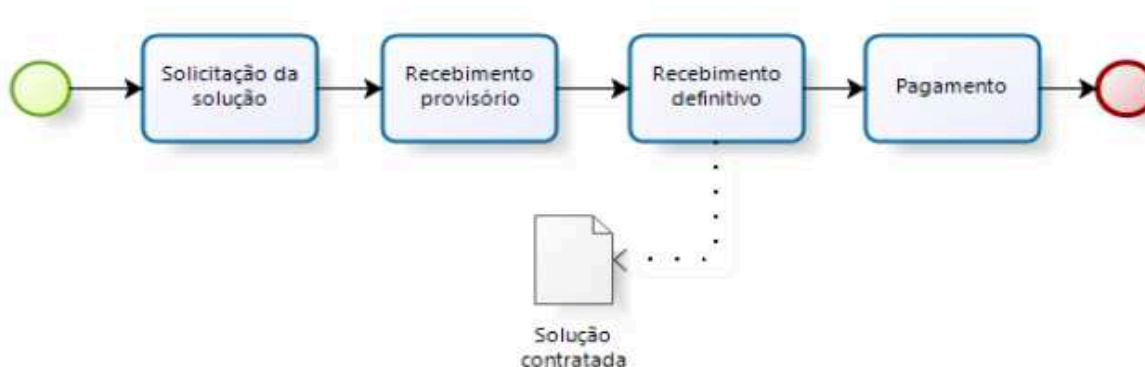 Solicitação da
solução
Recebimento
provisório
Recebimento
definitivo
Pagamento
Solução
contratada